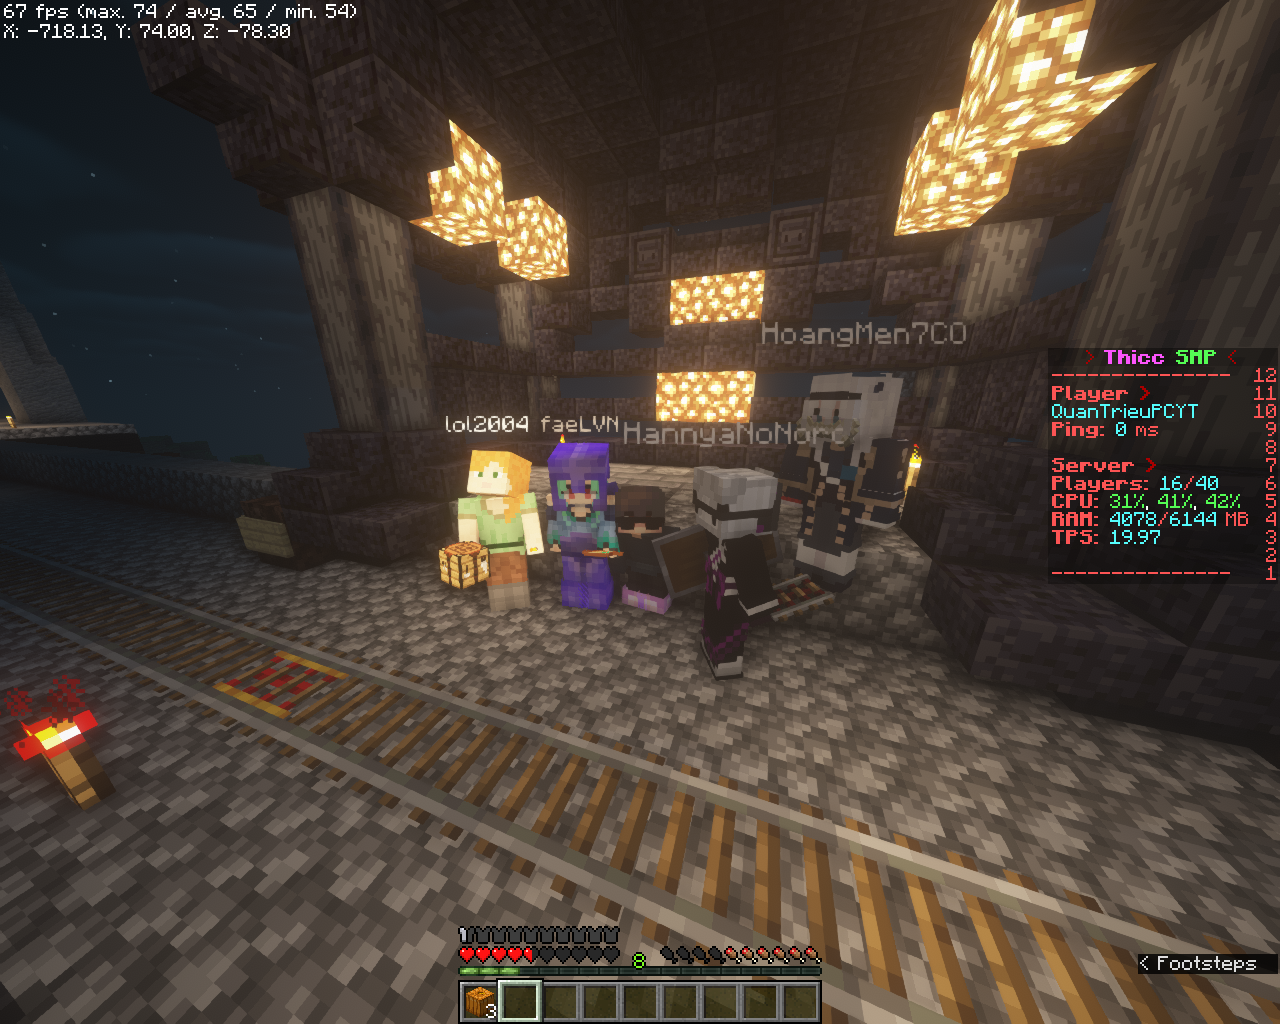 67 fps (max. 74 / avg. 65 / min. 54)
X: -718.13, Y: 74.00, Z: -78.30
HoangMen7CO
lol2004 faeLVN
HannyaNoNorc
> Thicc SMP <
---------------- 12
Player > 11
QuanTrieuPCYT 10
Ping: 0 ms 9
8
Server > 7
Players: 16/40 6
CPU: 31%, 41%, 42% 5
RAM: 4078/6144 MB 4
TPS: 19.97 3
2
---------------- 1
8
< Footsteps
3